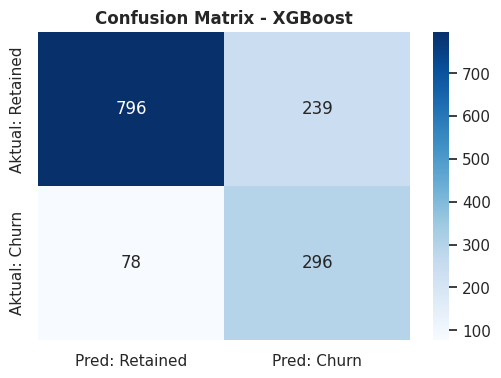 Confusion Matrix - XGBoost
Aktual: Retained
796
239
Aktual: Churn
78
296
Pred: Retained
Pred: Churn
700
600
500
400
300
200
100